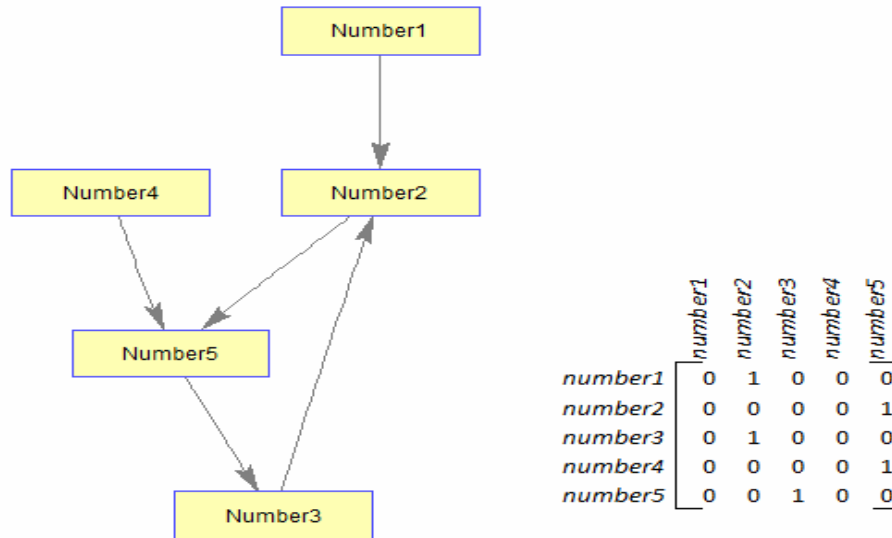 Number1
Number4 Number2
Number5
Number3
number1 number2 number3 number4 number5
number1 0 1 0 0 0
number2 0 0 0 0 1
number3 0 1 0 0 0
number4 0 0 0 0 1
number5 0 0 1 0 0